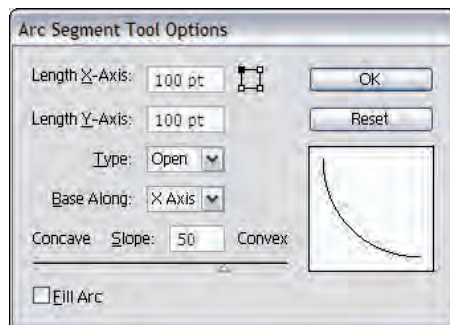 Arc Segment Tool Options
Length X-Axis: 100 pt OK
Length Y-Axis: 100 pt Reset
Type: Open
Base Along: X Axis
Concave Slope: 50 Convex
Fill Arc